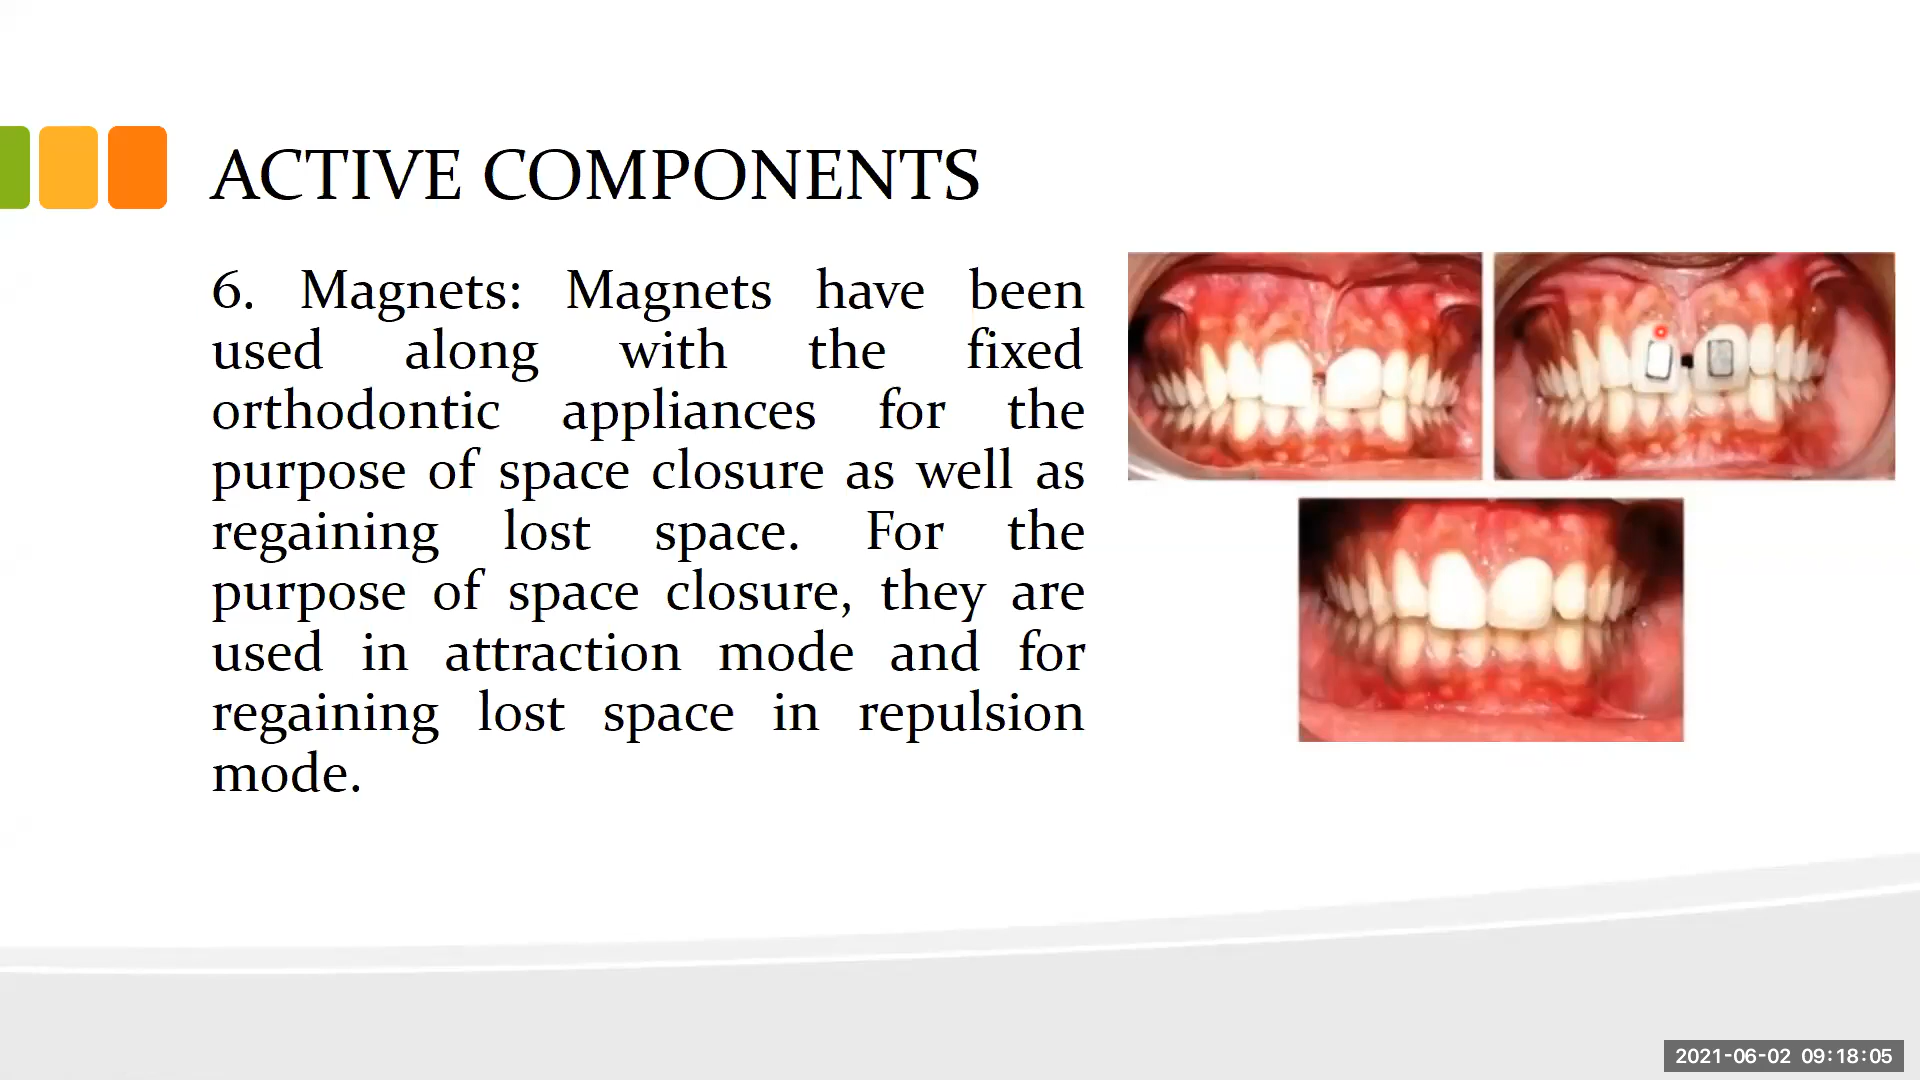 ACTIVE COMPONENTS
6. Magnets: Magnets have been
used along with the fixed
orthodontic appliances for the
purpose of space closure as well as
regaining lost space. For the
purpose of space closure, they are
used in attraction mode and for
regaining lost space in repulsion
mode.
2021-06-02 09:18:05